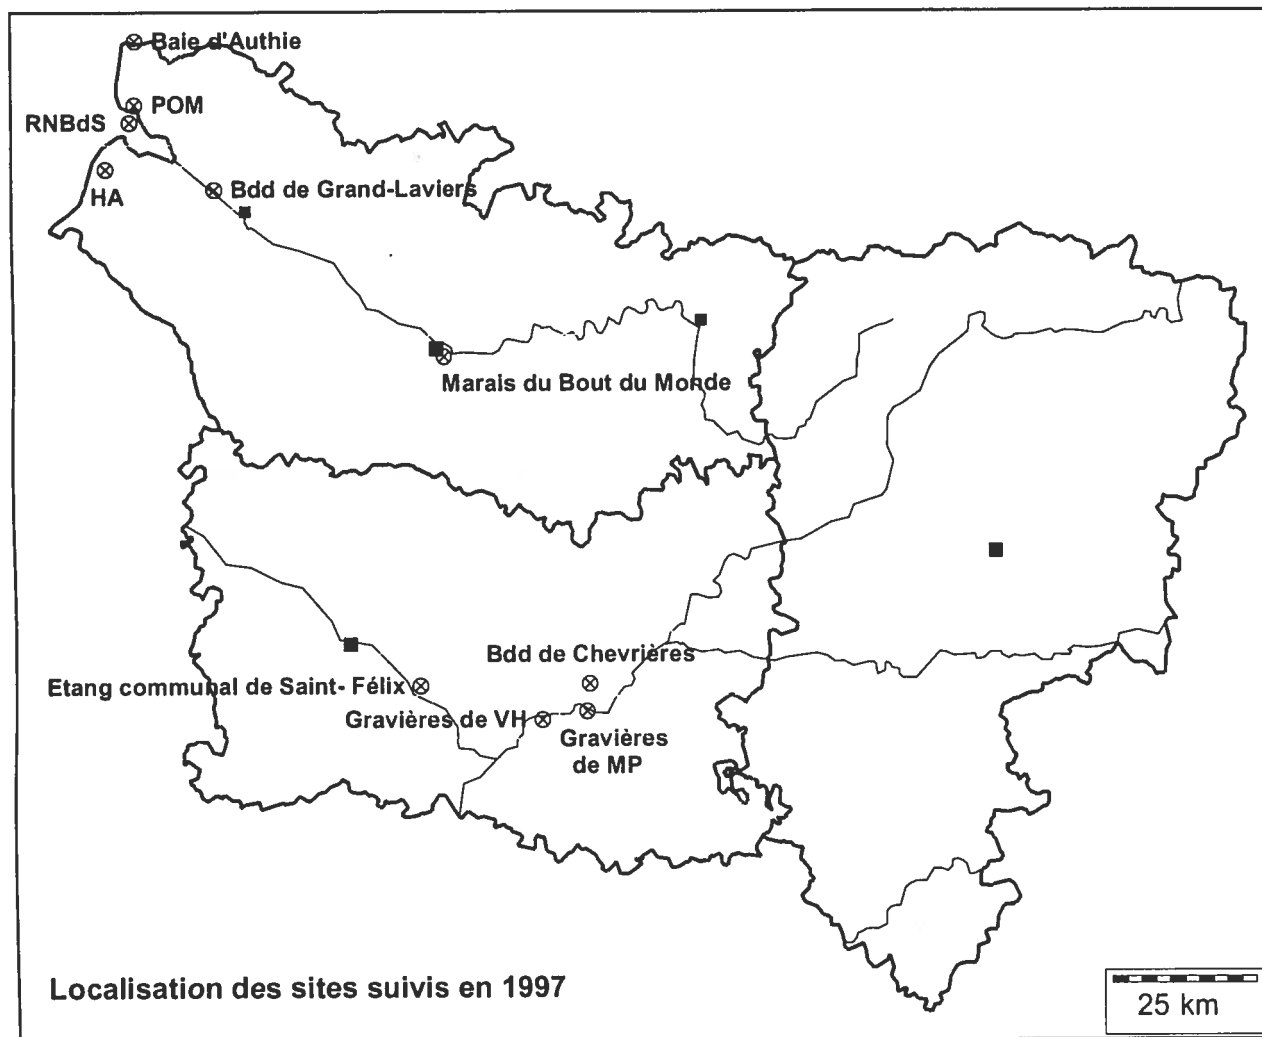 Baie d'Authie
POM
RNBdS
HA
Bdd de Grand-Laviers
Marais du Bout du Monde
Bdd de Chevrières
Etang communal de Saint- Félix
Gravières de VH
Gravières
de MP
Localisation des sites suivis en 1997
25 km